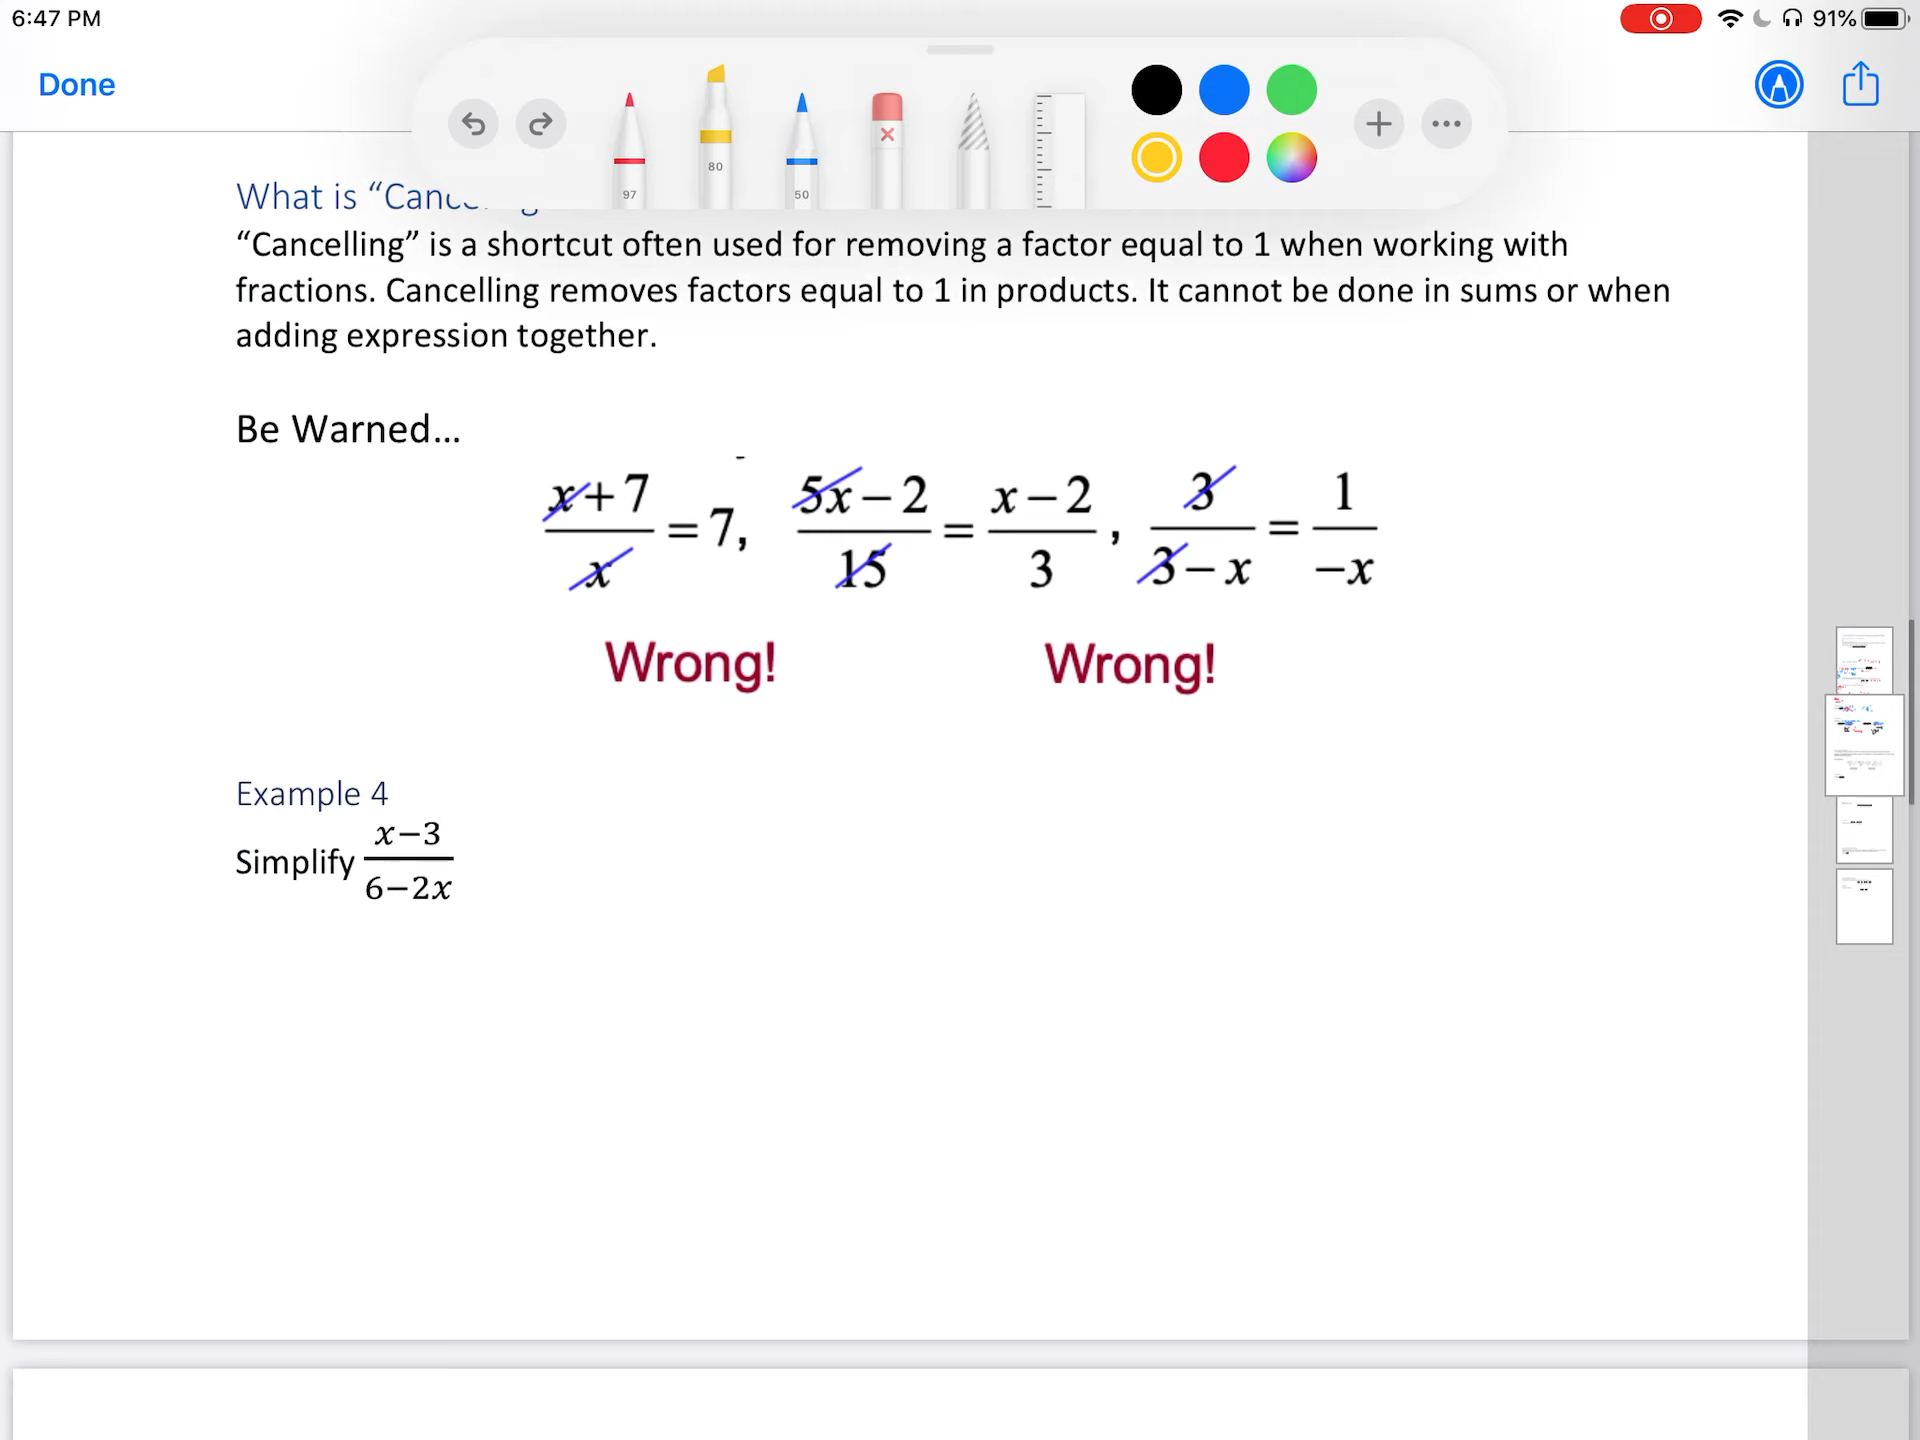 6:47 PM
91%
Done
97
80
50
What is “Canc
“Cancelling” is a shortcut often used for removing a factor equal to 1 when working with
fractions. Cancelling removes factors equal to 1 in products. It cannot be done in sums or when
adding expression together.
Be Warned...
(x+7)/x = 7, (5x−2)/15 = (x−2)/3, 3/(3−x) = 1/(−x)
Wrong! Wrong!
Example 4
Simplify (x−3)/(6−2x)